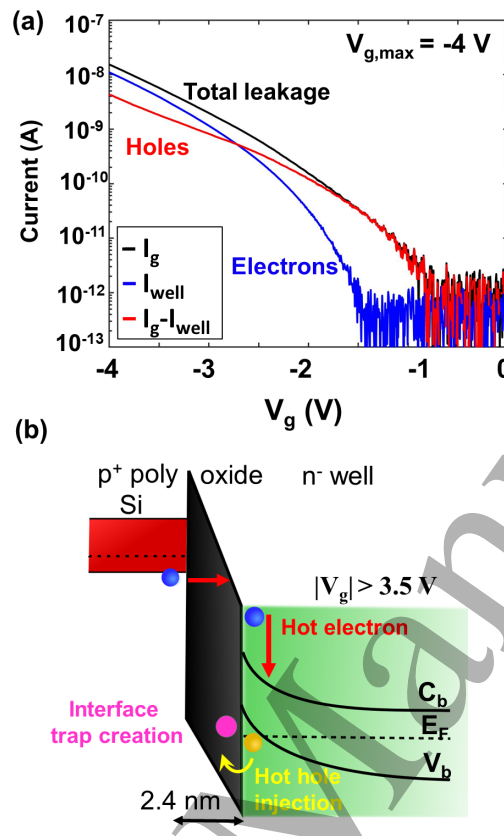 (a)
V_g,max = -4 V
10^-7
10^-8
10^-9
10^-10
10^-11
10^-12
10^-13
Current (A)
Total leakage
Holes
Electrons
I_g
I_well
I_g-I_well
-4 -3 -2 -1 0
V_g (V)
(b)
p+ poly oxide n- well
Si
|V_g| > 3.5 V
Hot electron
C_b
E_F
V_b
Interface
trap creation
Hot hole
injection
2.4 nm